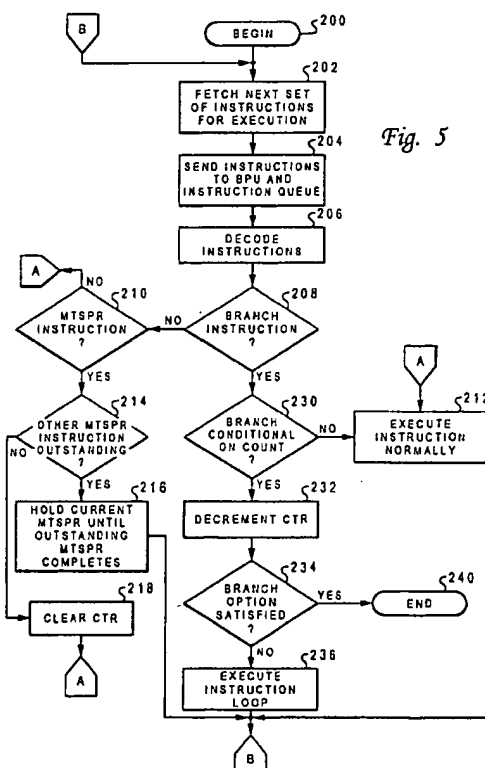 B
BEGIN
200
202
FETCH NEXT SET
OF INSTRUCTIONS
FOR EXECUTION
Fig. 5
204
SEND INSTRUCTIONS
TO BPU AND
INSTRUCTION QUEUE
206
DECODE
INSTRUCTIONS
A
NO
210
MTSPR
INSTRUCTION
?
NO
208
BRANCH
INSTRUCTION
?
YES
YES
A
214
OTHER MTSPR
INSTRUCTION
OUTSTANDING
?
NO
YES
230
BRANCH
CONDITIONAL
ON COUNT
?
NO
212
EXECUTE
INSTRUCTION
NORMALLY
YES
216
HOLD CURRENT
MTSPR UNTIL
OUTSTANDING
MTSPR
COMPLETES
232
DECREMENT CTR
218
CLEAR CTR
A
234
BRANCH
OPTION
SATISFIED
?
YES
240
END
NO
236
EXECUTE
INSTRUCTION
LOOP
B